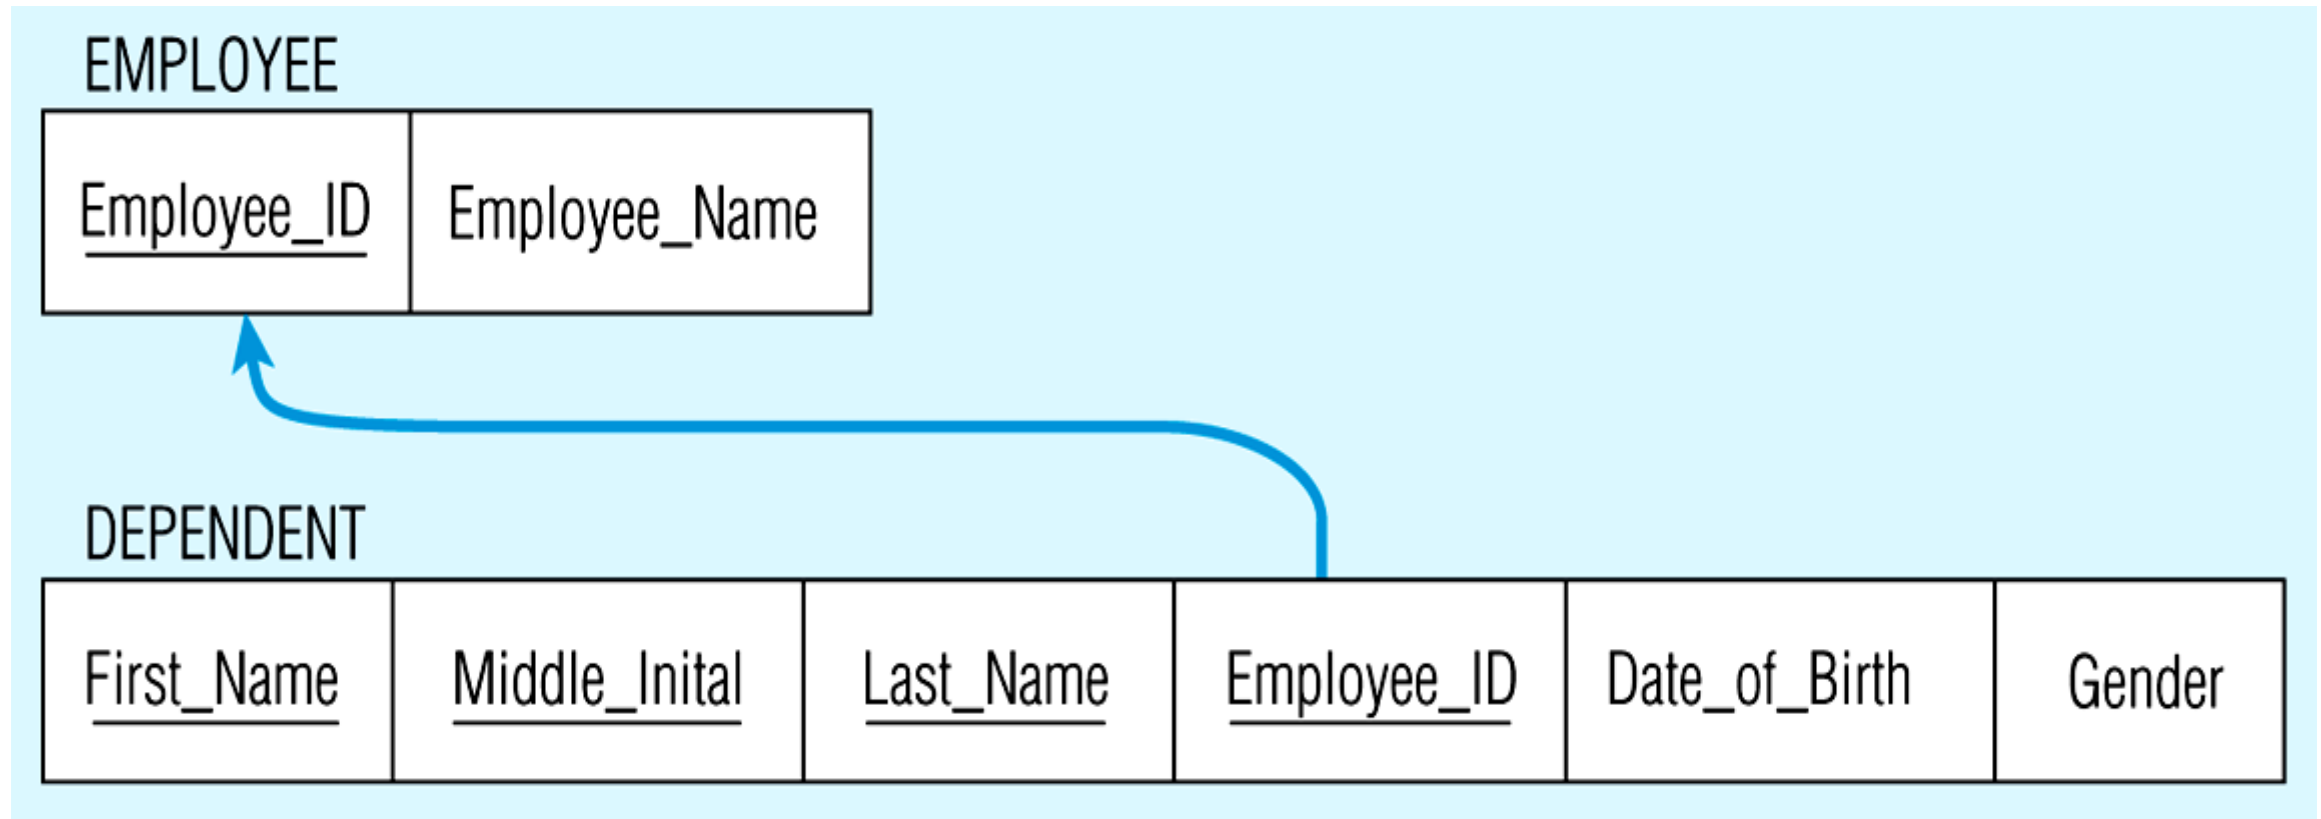 EMPLOYEE
Employee_ID Employee_Name
DEPENDENT
First_Name Middle_Inital Last_Name Employee_ID Date_of_Birth Gender